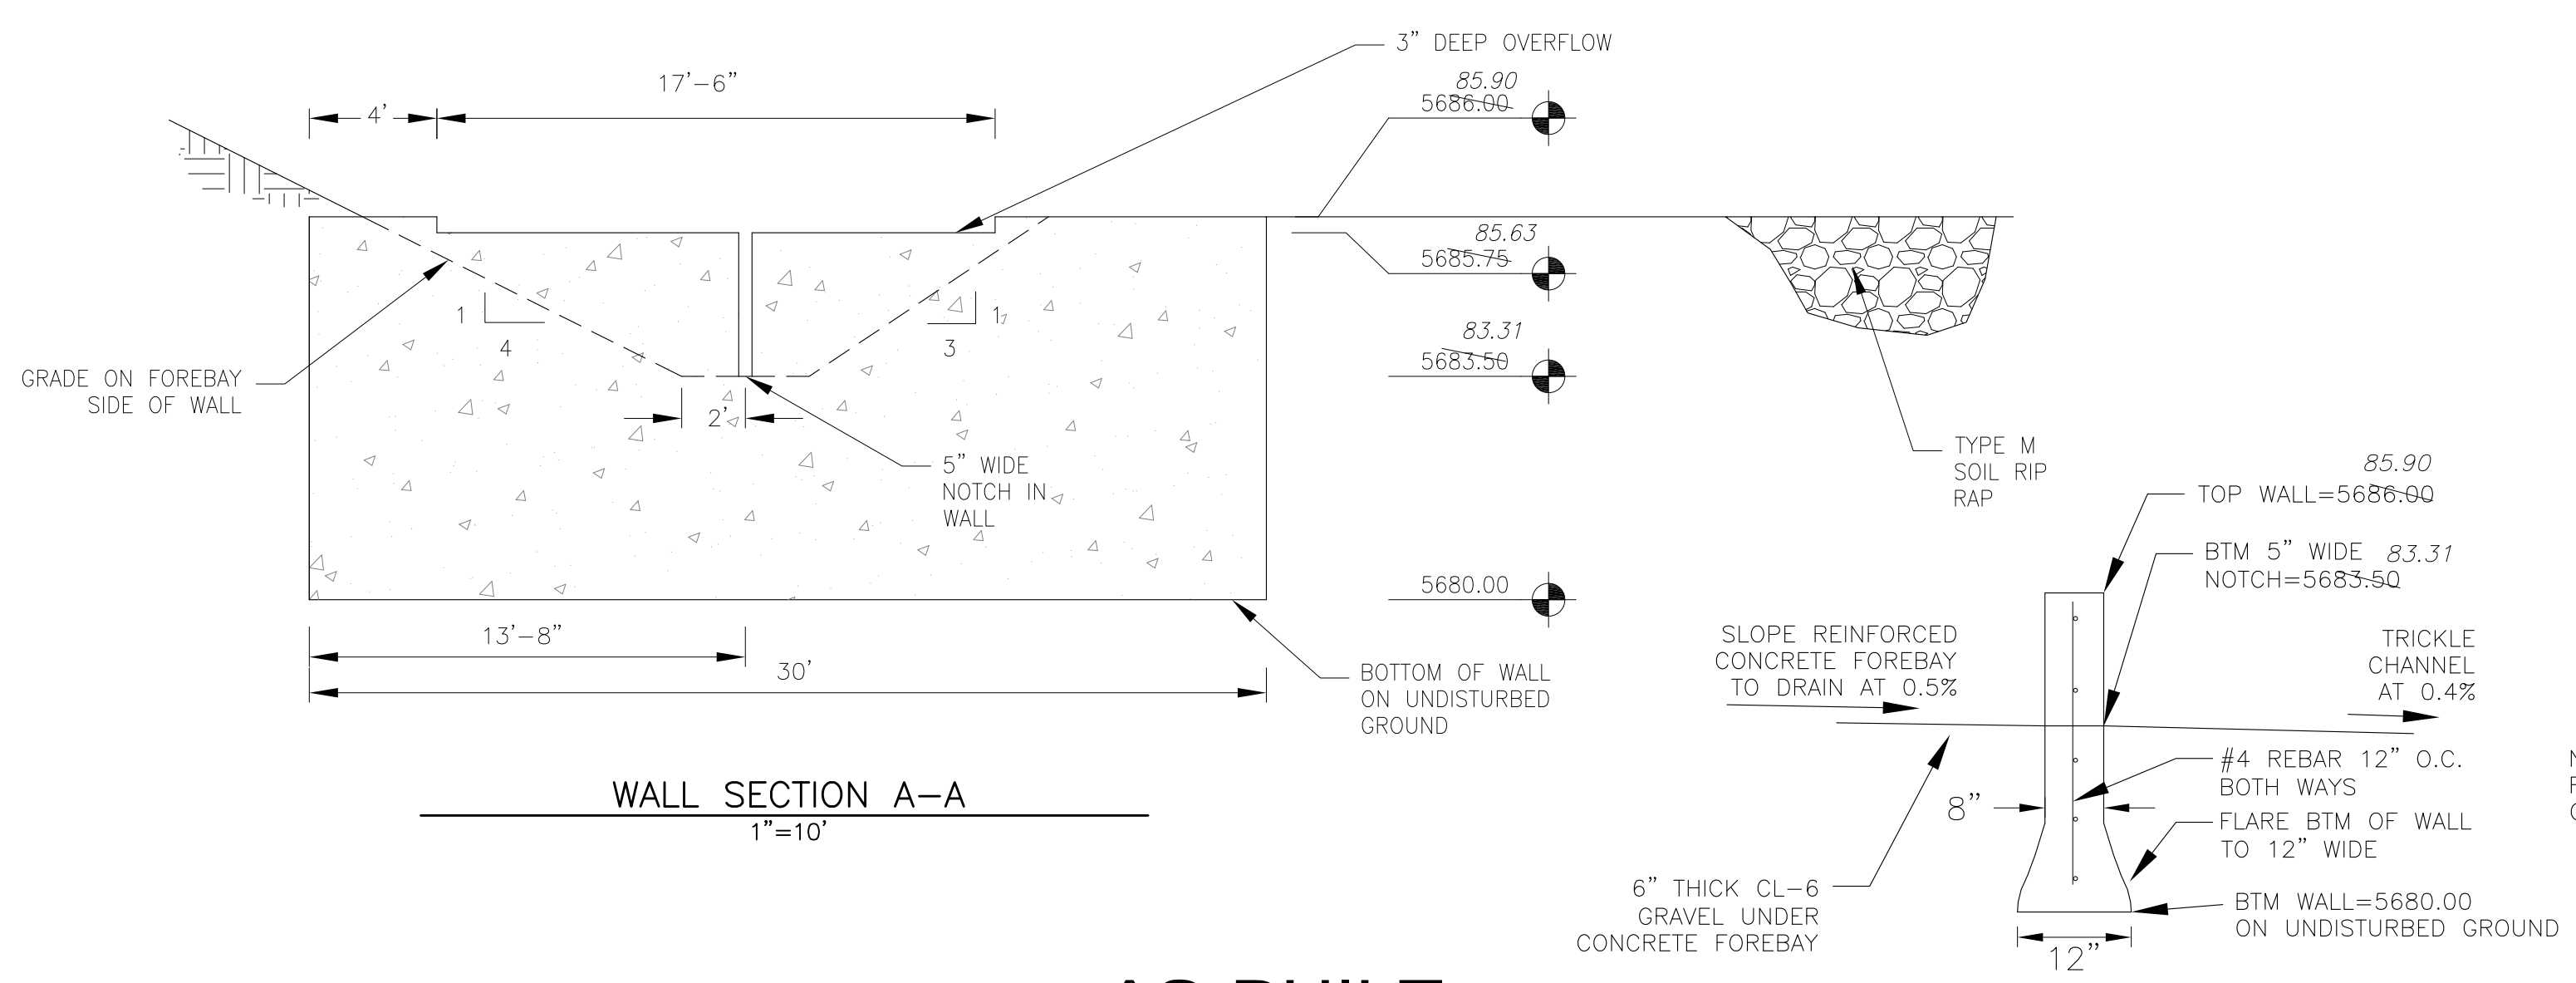 3" DEEP OVERFLOW
17'-6"
4'
85.90
5686.00
85.63
5685.75
1
4
1
3
83.31
5683.50
GRADE ON FOREBAY
SIDE OF WALL
2'
5" WIDE
NOTCH IN
WALL
TYPE M
SOIL RIP
RAP
5680.00
13'-8"
30'
BOTTOM OF WALL
ON UNDISTURBED
GROUND
WALL SECTION A-A
1"=10'
85.90
TOP WALL=5686.00
BTM 5" WIDE 83.31
NOTCH=5683.50
SLOPE REINFORCED
CONCRETE FOREBAY
TO DRAIN AT 0.5%
TRICKLE
CHANNEL
AT 0.4%
#4 REBAR 12" O.C.
BOTH WAYS
8"
FLARE BTM OF WALL
TO 12" WIDE
6" THICK CL-6
GRAVEL UNDER
CONCRETE FOREBAY
BTM WALL=5680.00
ON UNDISTURBED GROUND
12"